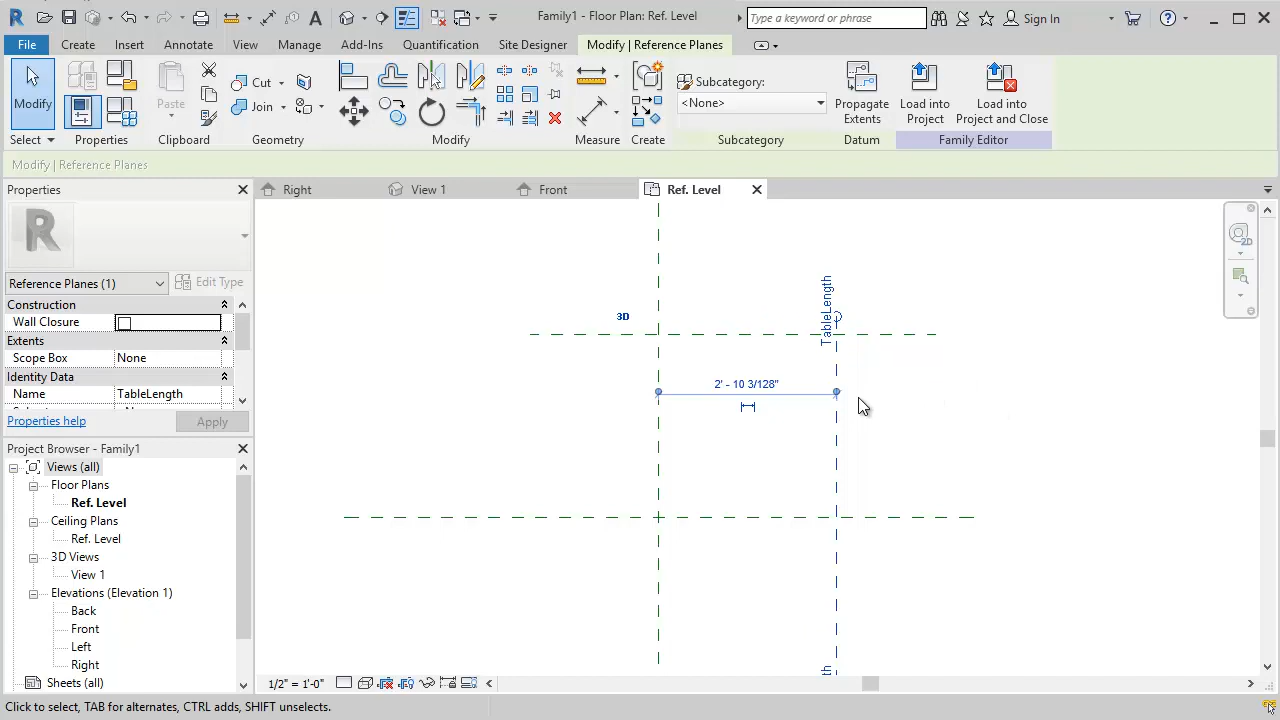 Family1 - Floor Plan: Ref. Level
Type a keyword or phrase
Sign In
File Create Insert Annotate View Manage Add-Ins Quantification Site Designer Modify | Reference Planes
Modify
Paste
Cut
Join
Subcategory:
<None>
Propagate Extents
Load into Project
Load into Project and Close
Select Properties Clipboard Geometry Modify Measure Create Subcategory Datum Family Editor
Modify | Reference Planes
Properties
Right View 1 Front Ref. Level
R
Reference Planes (1)
Edit Type
Construction
Wall Closure
Extents
Scope Box None
Identity Data
Name TableLength
Properties help
Apply
Project Browser - Family1
Views (all)
Floor Plans
Ref. Level
Ceiling Plans
Ref. Level
3D Views
View 1
Elevations (Elevation 1)
Back
Front
Left
Right
Sheets (all)
3D
TableLength
2' - 10 3/128"
2D
1/2" = 1'-0"
Click to select, TAB for alternates, CTRL adds, SHIFT unselects.